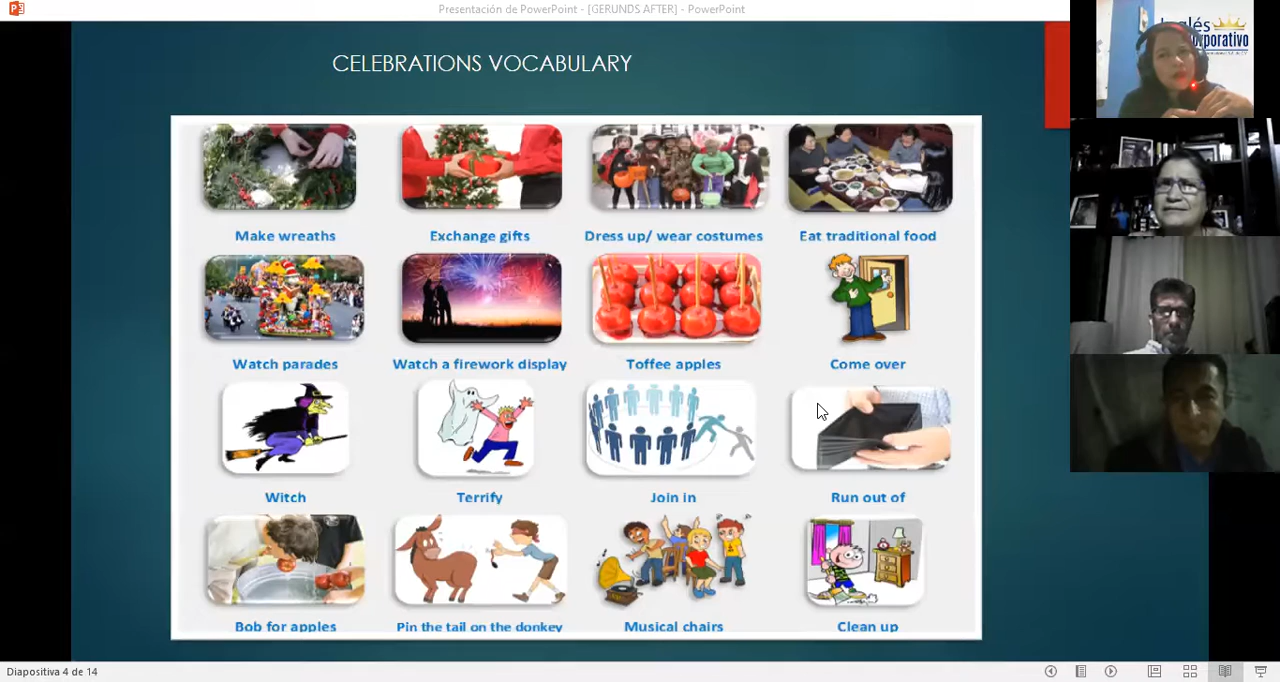 Presentación de PowerPoint - [GERUNDS AFTER] - PowerPoint
Inglés
Corporativo
CELEBRATIONS VOCABULARY
Make wreaths
Exchange gifts
Dress up/ wear costumes
Eat traditional food
Watch parades
Watch a firework display
Toffee apples
Come over
Witch
Terrify
Join in
Run out of
Bob for apples
Pin the tail on the donkey
Musical chairs
Clean up
Diapositiva 4 de 14